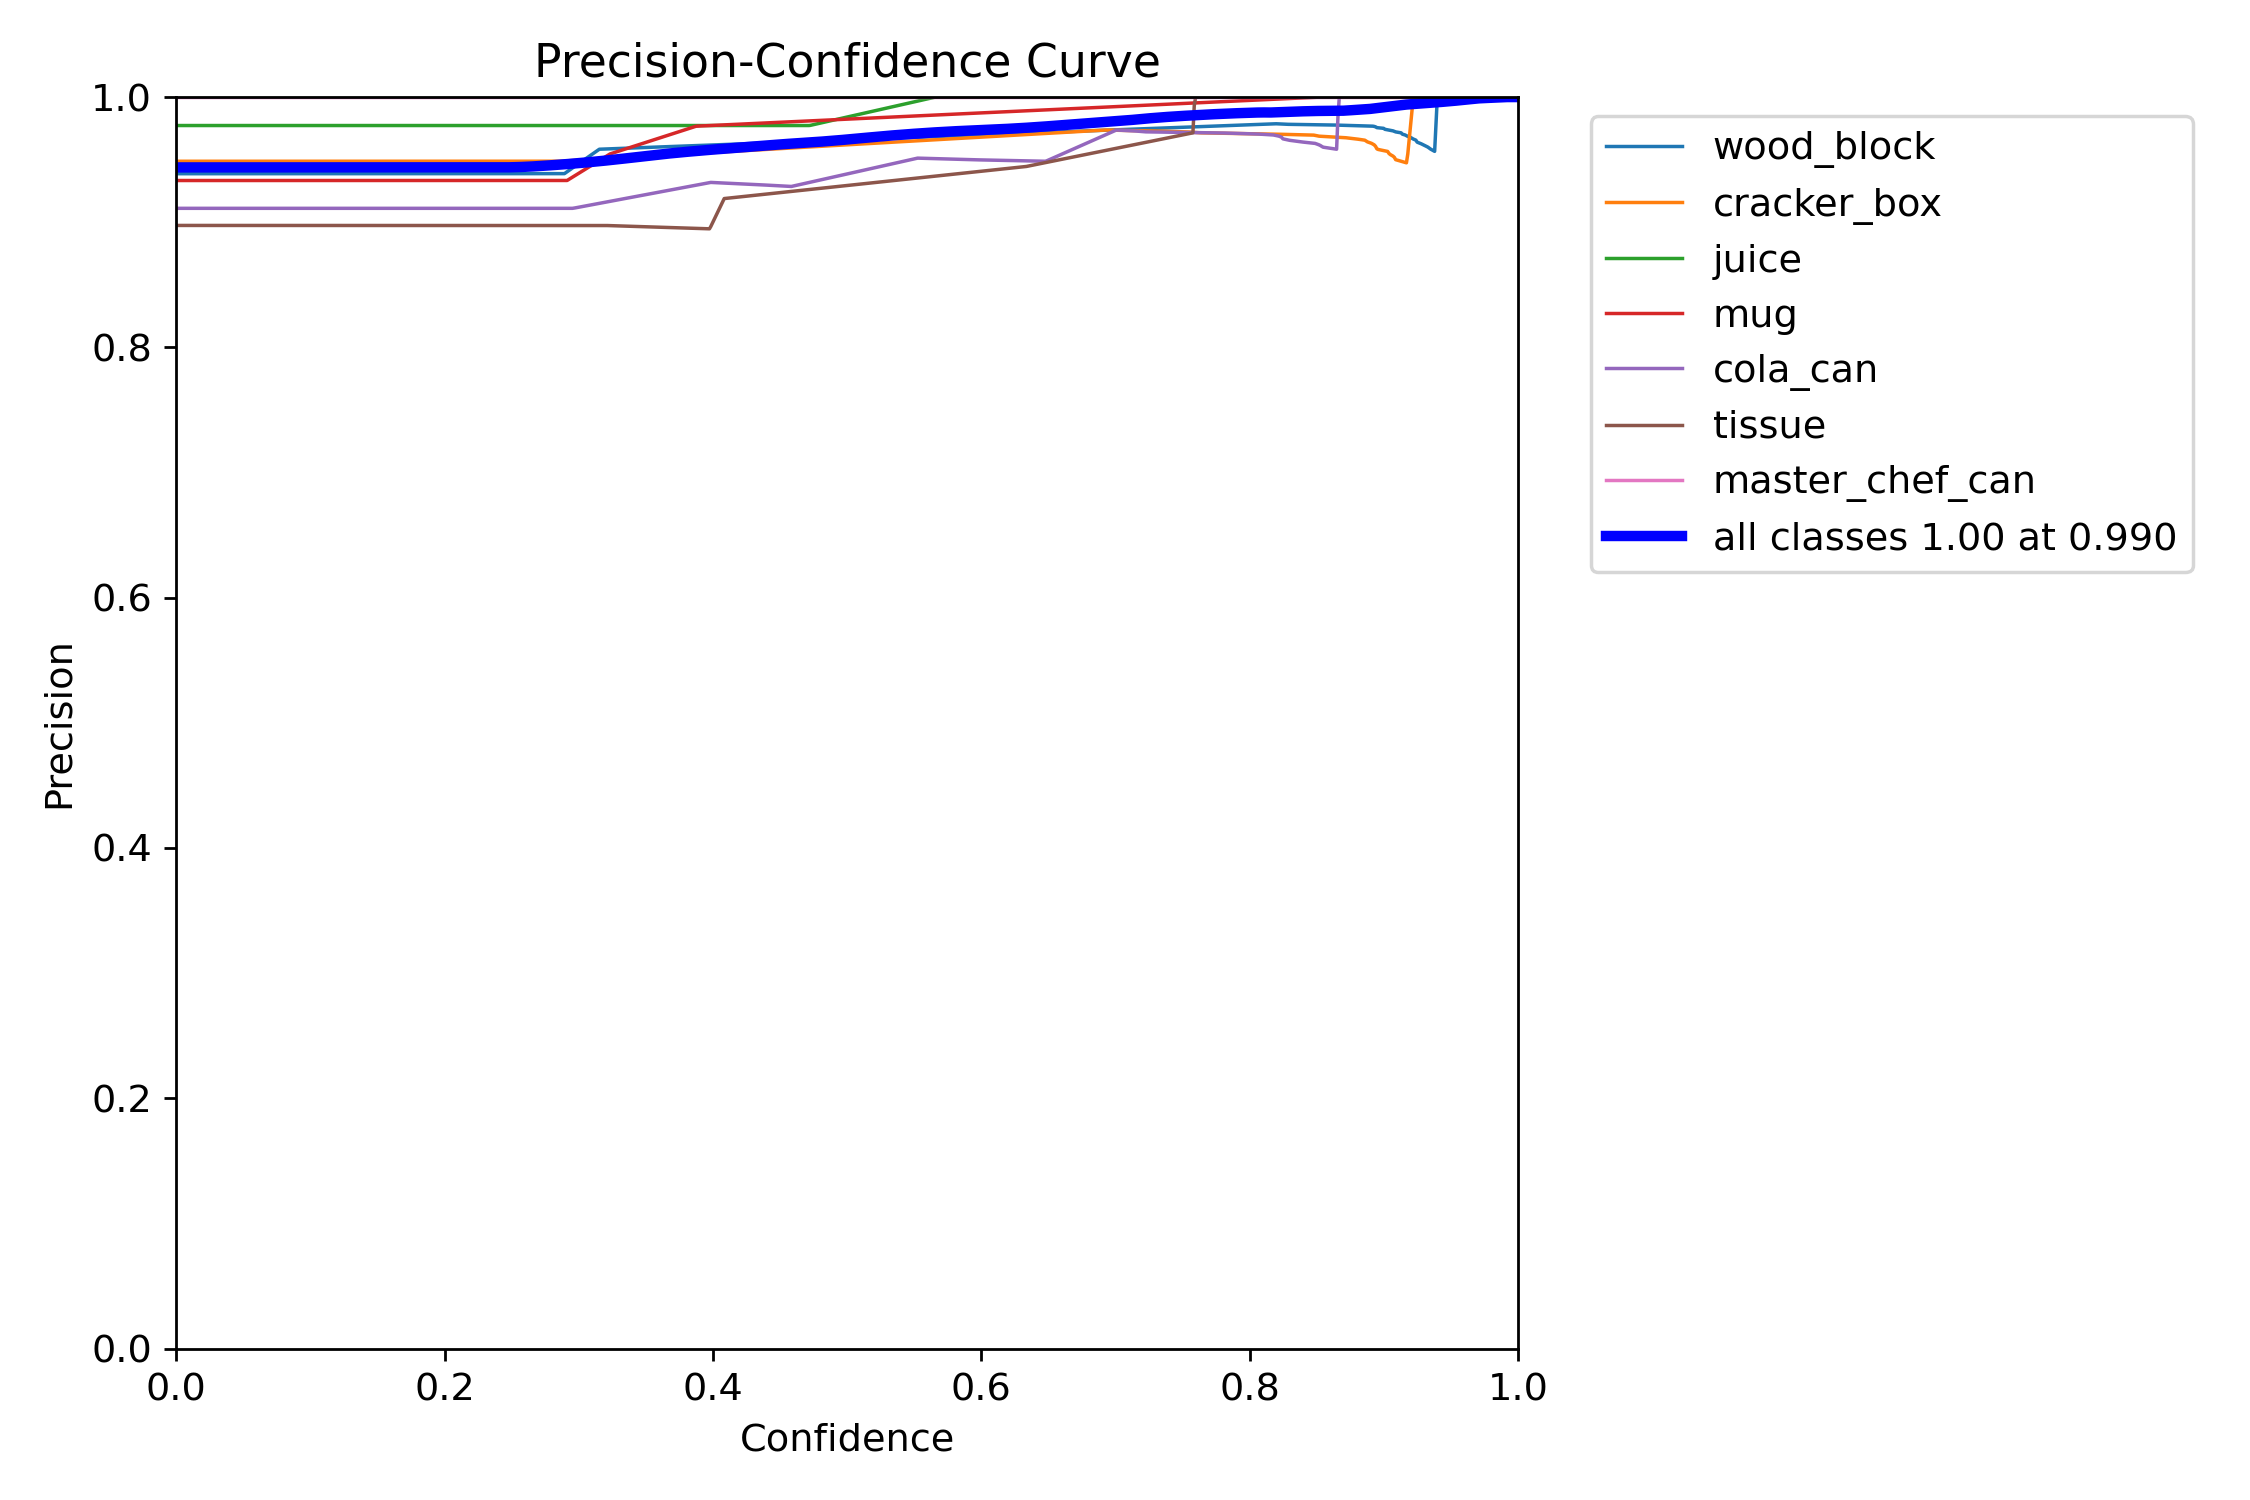 Precision-Confidence Curve
1.0
0.8
0.6
0.4
0.2
0.0
Precision
0.0 0.2 0.4 0.6 0.8 1.0
Confidence
wood_block
cracker_box
juice
mug
cola_can
tissue
master_chef_can
all classes 1.00 at 0.990